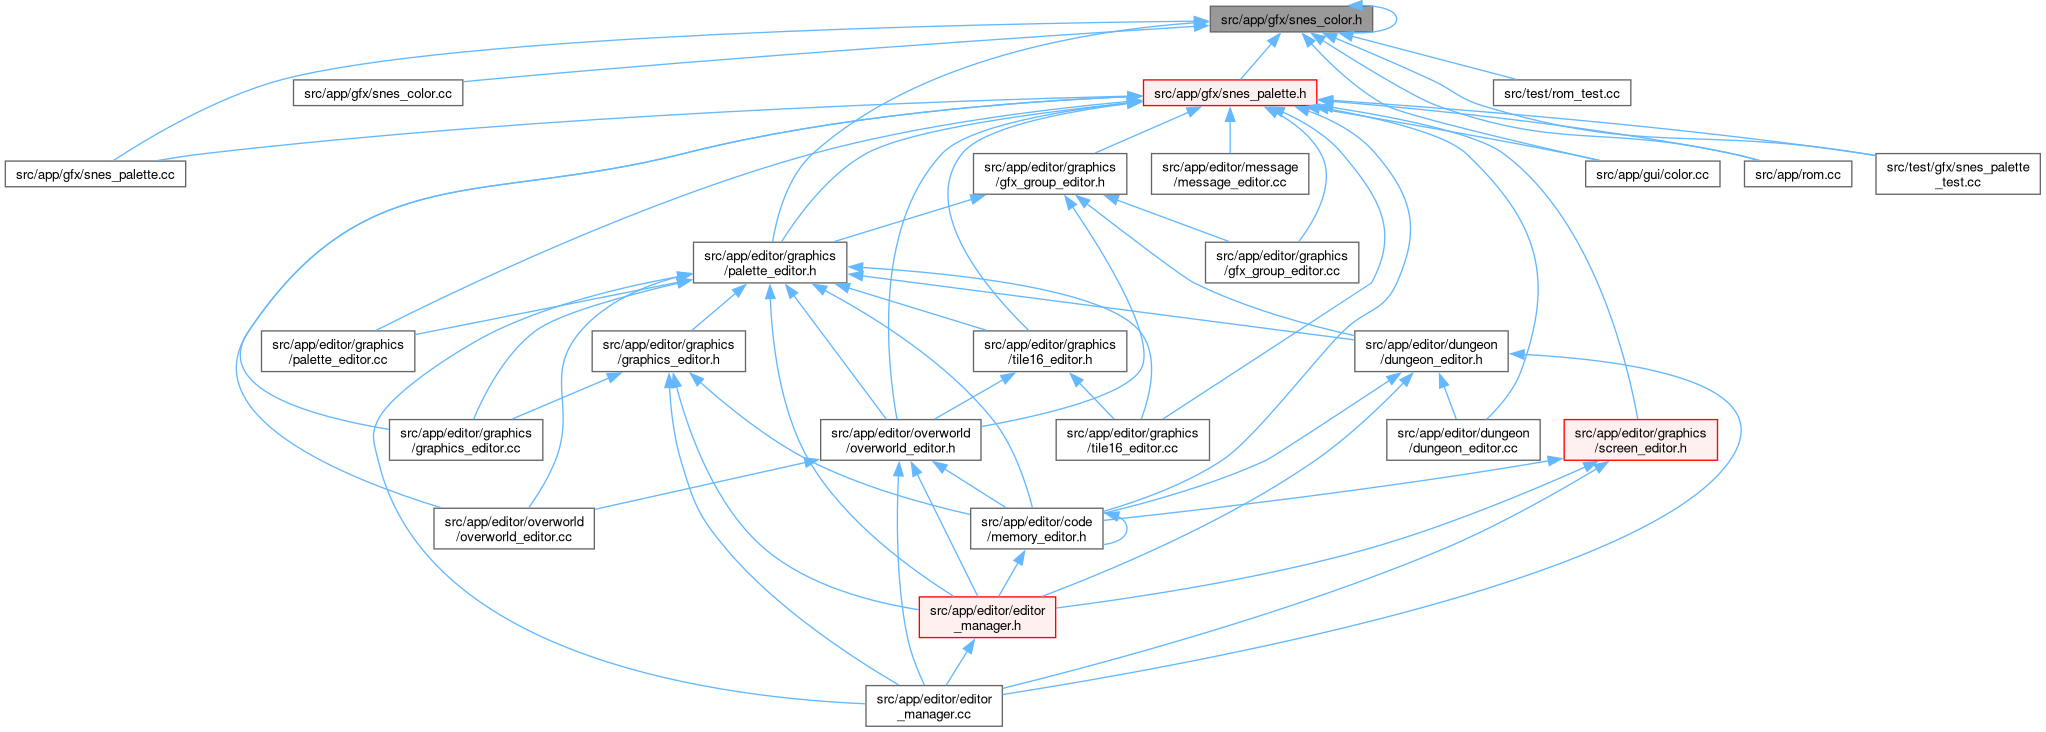 src/app/gfx/snes_color.h
src/app/gfx/snes_color.cc
src/app/gfx/snes_palette.h
src/test/rom_test.cc
src/app/gfx/snes_palette.cc
src/app/editor/graphics
/gfx_group_editor.h
src/app/editor/message
/message_editor.cc
src/app/gui/color.cc
src/app/rom.cc
src/test/gfx/snes_palette
_test.cc
src/app/editor/graphics
/palette_editor.h
src/app/editor/graphics
/gfx_group_editor.cc
src/app/editor/graphics
/palette_editor.cc
src/app/editor/graphics
/graphics_editor.h
src/app/editor/graphics
/tile16_editor.h
src/app/editor/dungeon
/dungeon_editor.h
src/app/editor/graphics
/graphics_editor.cc
src/app/editor/overworld
/overworld_editor.h
src/app/editor/graphics
/tile16_editor.cc
src/app/editor/dungeon
/dungeon_editor.cc
src/app/editor/graphics
/screen_editor.h
src/app/editor/overworld
/overworld_editor.cc
src/app/editor/code
/memory_editor.h
src/app/editor/editor
_manager.h
src/app/editor/editor
_manager.cc